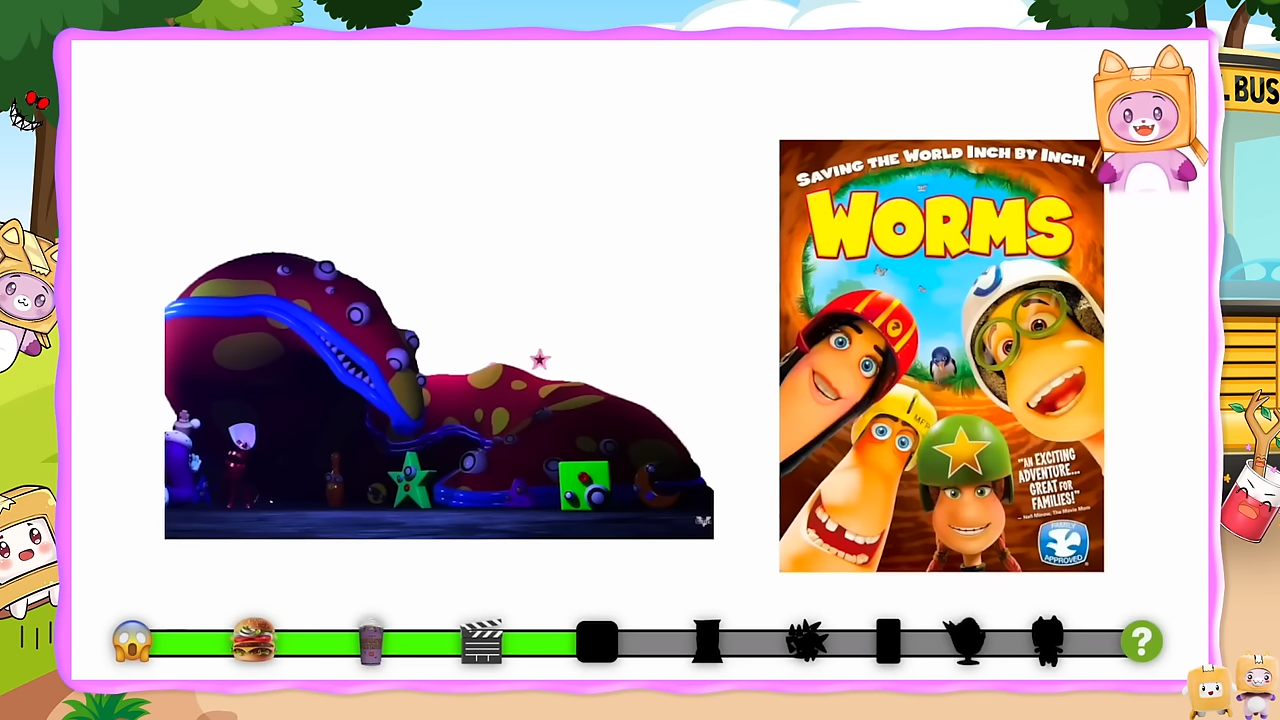 L BUS
SAVING THE WORLD INCH BY INCH
WORMS
"AN EXCITING
ADVENTURE...
GREAT FOR
FAMILIES!"
FAMILY
APPROVED
?